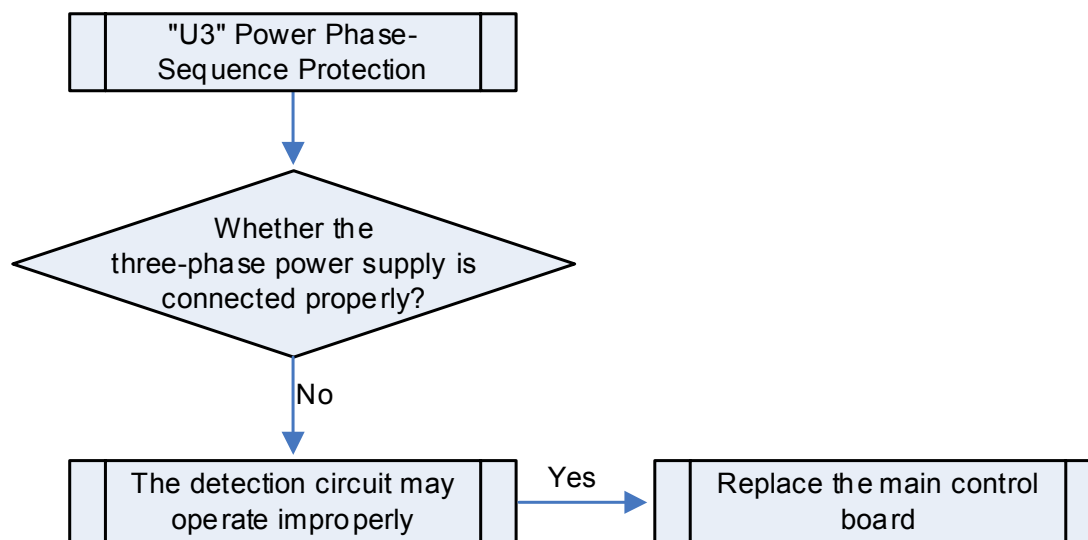 "U3" Power Phase-
Sequence Protection
Whether the
three-phase power supply is
connected properly?
No
The detection circuit may
operate improperly
Yes
Replace the main control
board